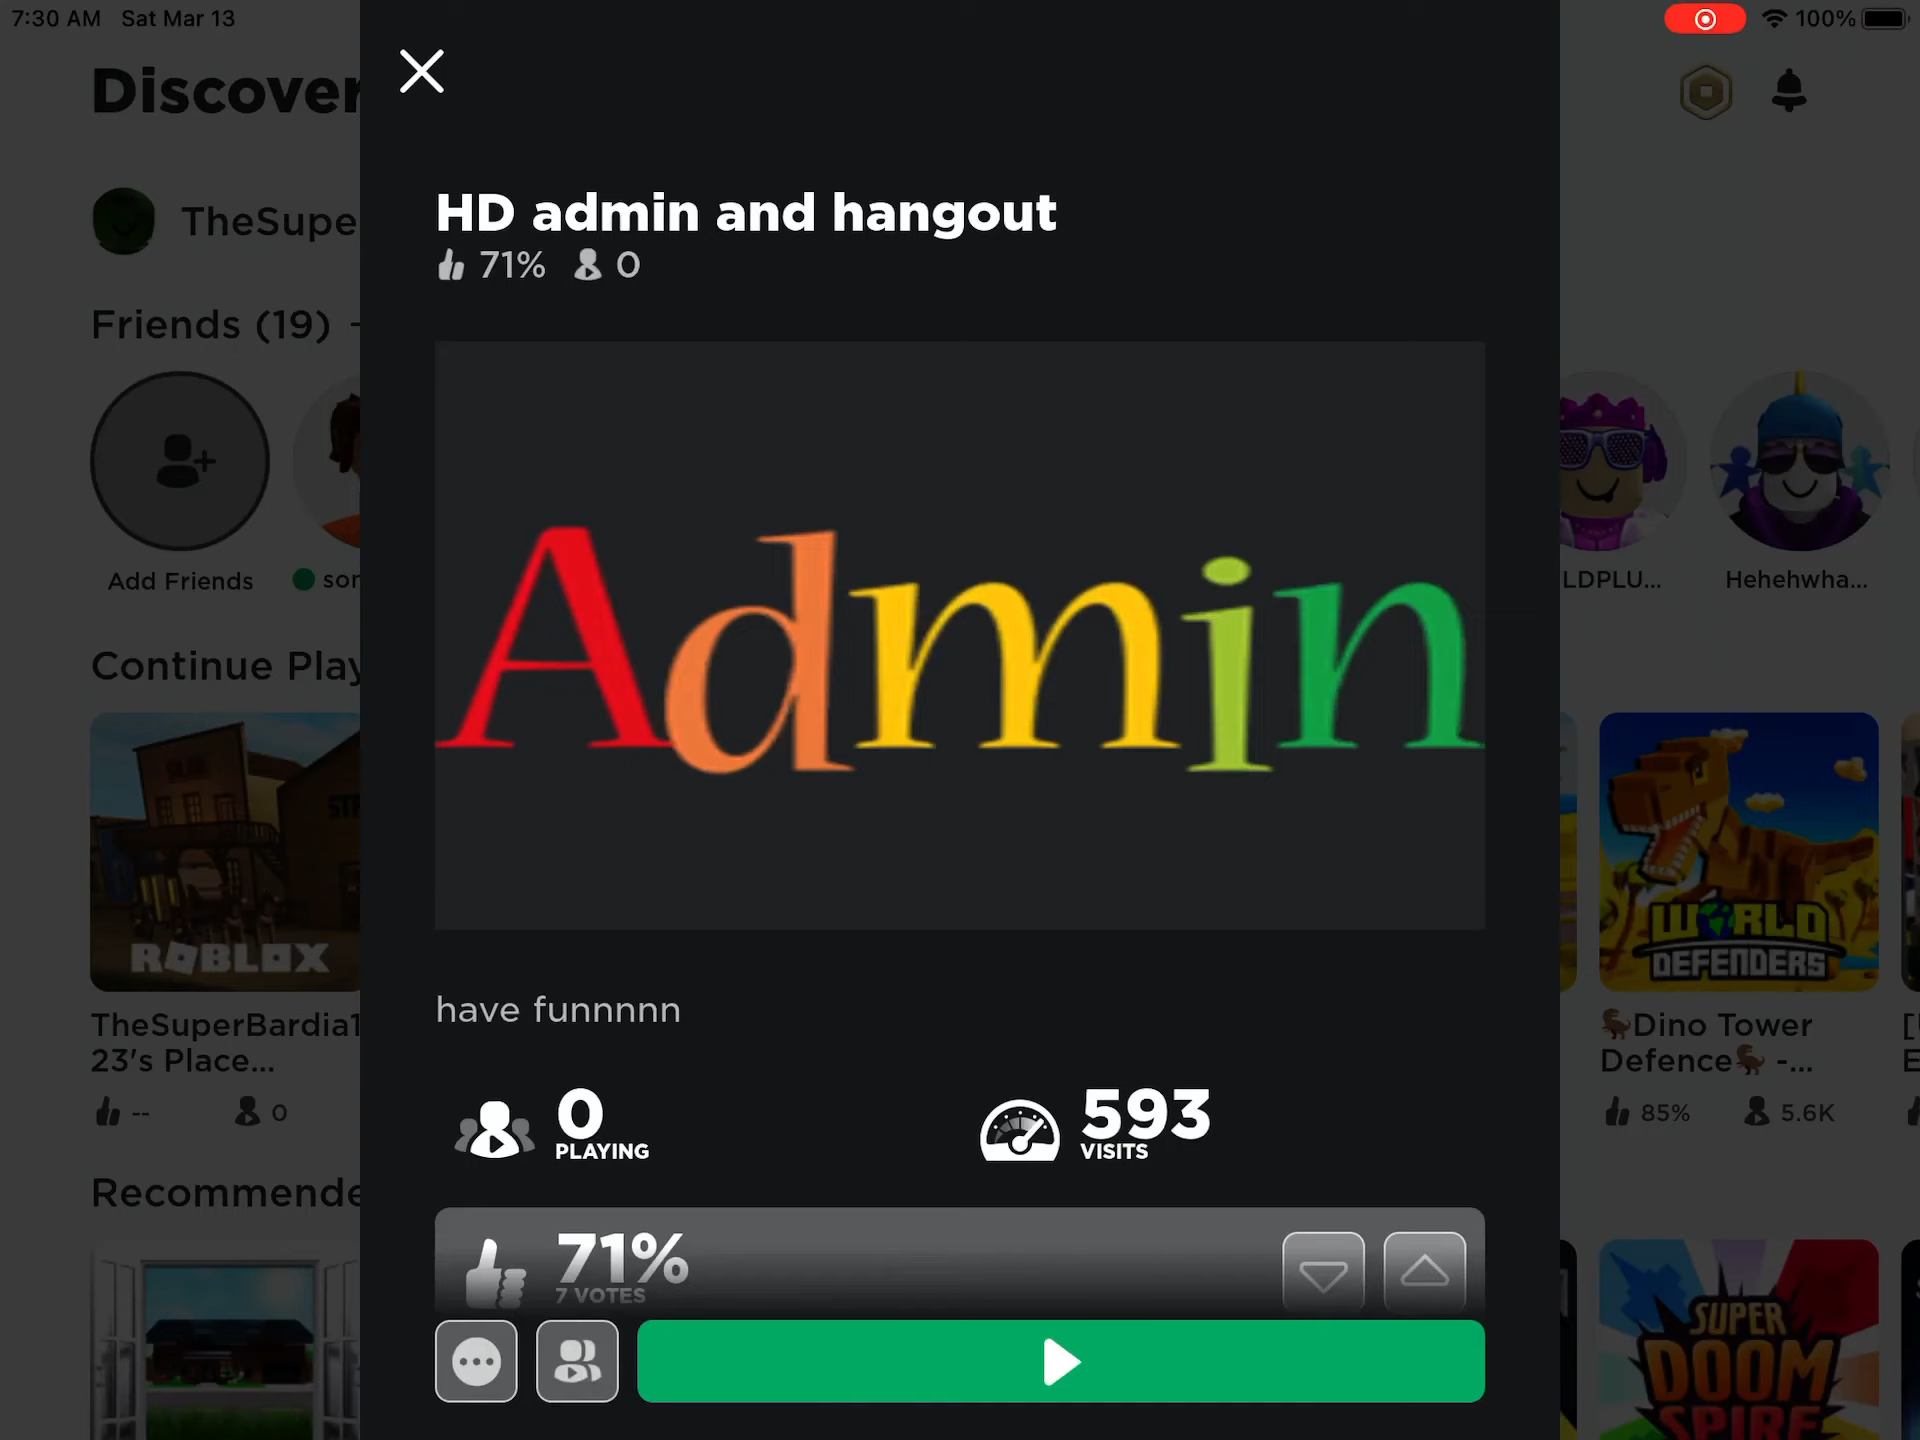 7:30 AM Sat Mar 13
100%
Discover
TheSupe
Friends (19)
Add Friends
LDPLU...
Hehehwha...
Continue Play
ROBLOX
TheSuperBardia1
23's Place...
-- 0
Recommende
HD admin and hangout
71% 0
Admin
have funnnnn
0
PLAYING
593
VISITS
71%
7 VOTES
WORLD
DEFENDERS
Dino Tower
Defence -...
85% 5.6K
SUPER
DOOM
SPIRE